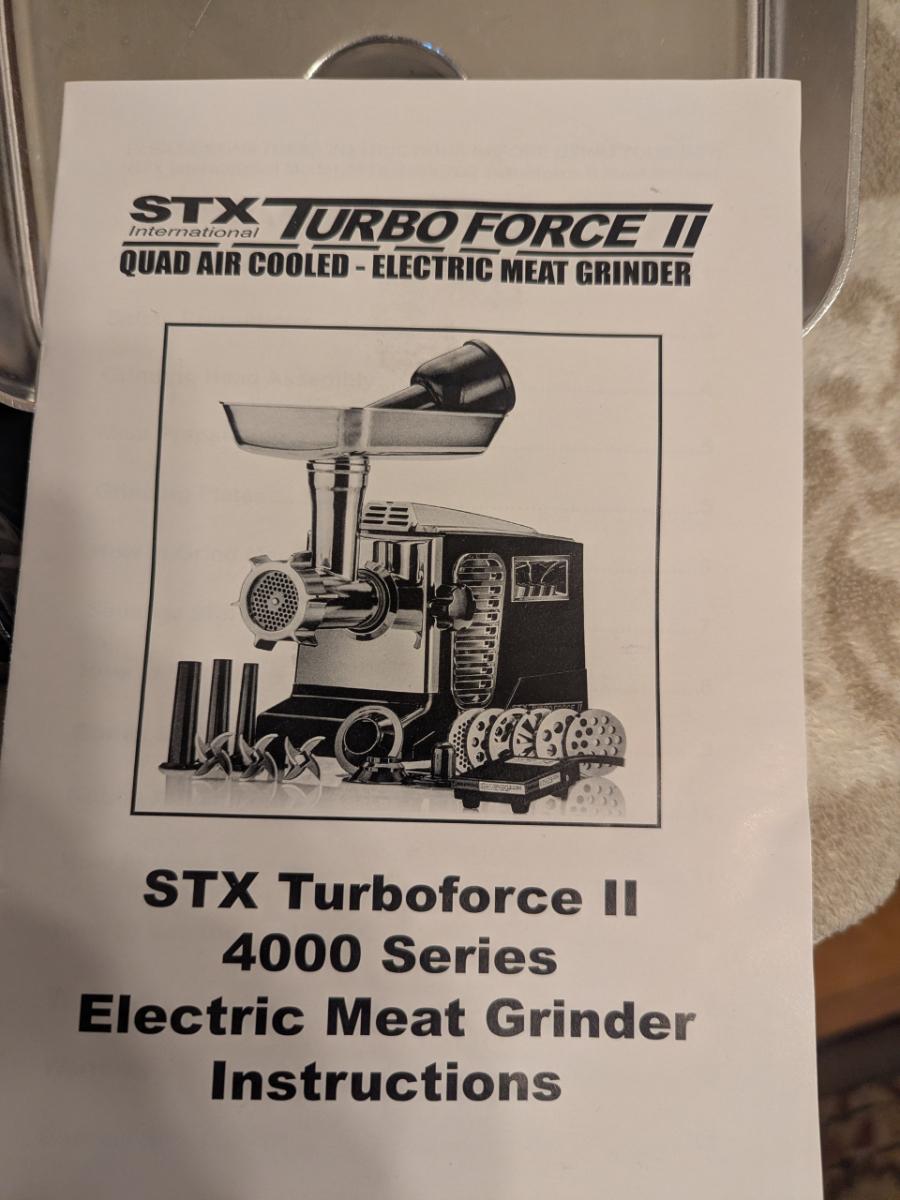 STX TURBO FORCE II
International
QUAD AIR COOLED - ELECTRIC MEAT GRINDER
STX Turboforce II
4000 Series
Electric Meat Grinder
Instructions